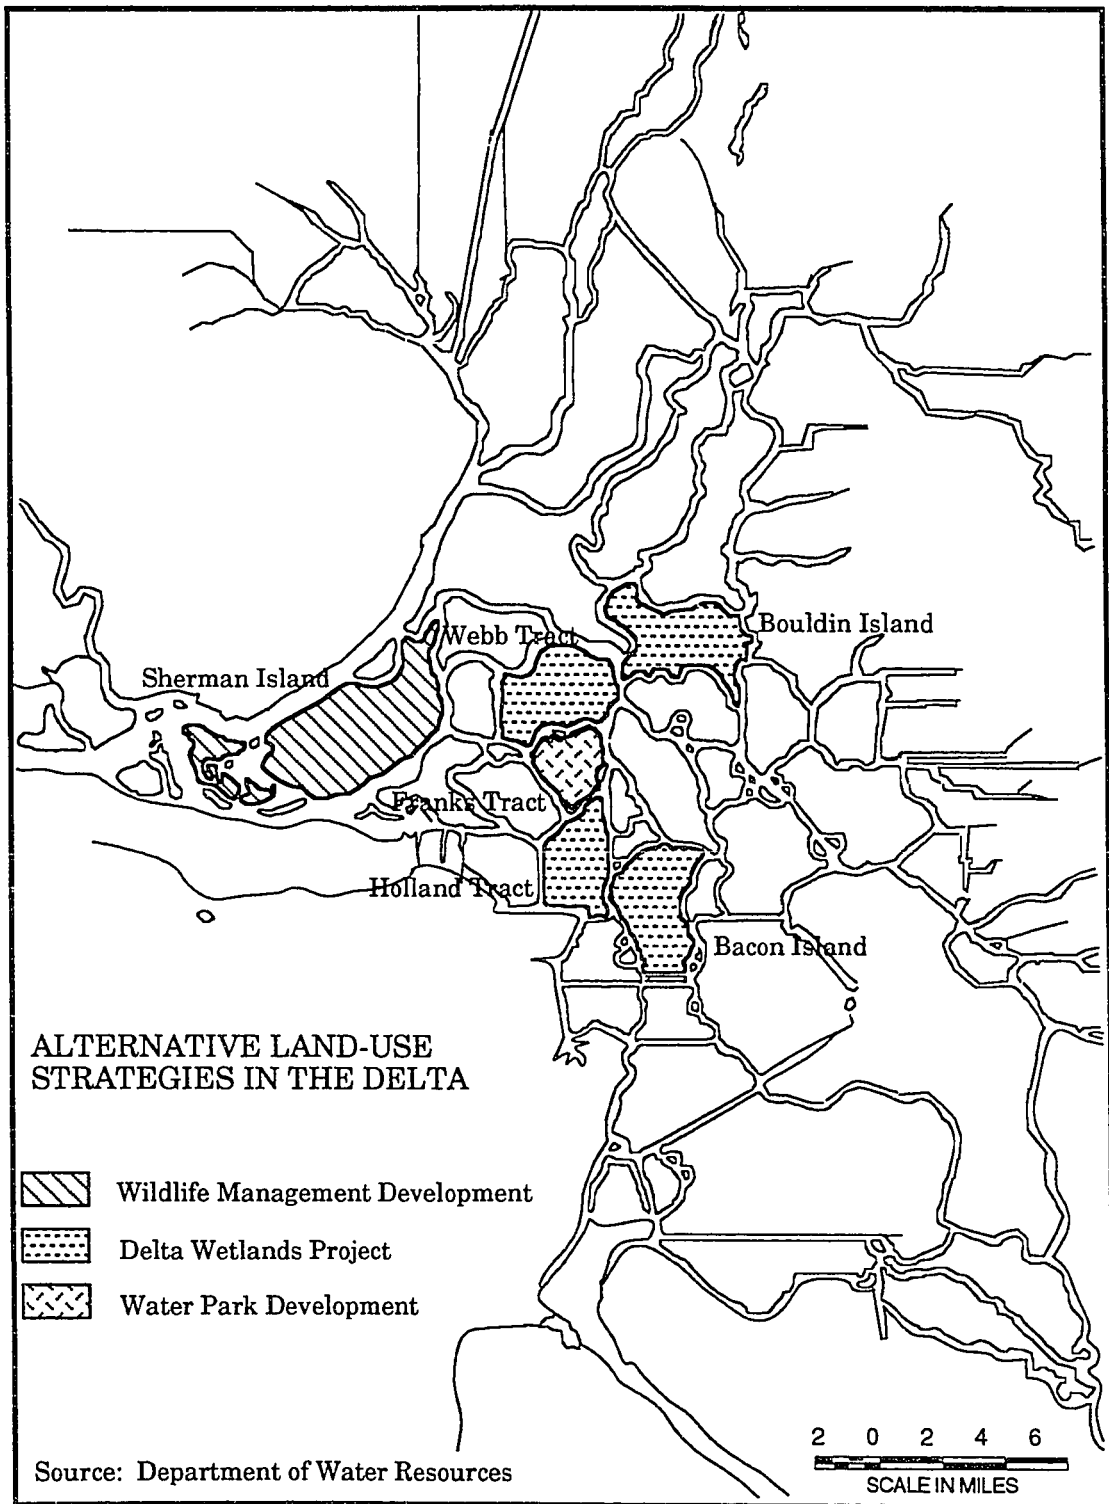 Bouldin Island
Webb Tract
Sherman Island
Franks Tract
Holland Tract
Bacon Island
ALTERNATIVE LAND-USE
STRATEGIES IN THE DELTA
Wildlife Management Development
Delta Wetlands Project
Water Park Development
2 0 2 4 6
SCALE IN MILES
Source: Department of Water Resources